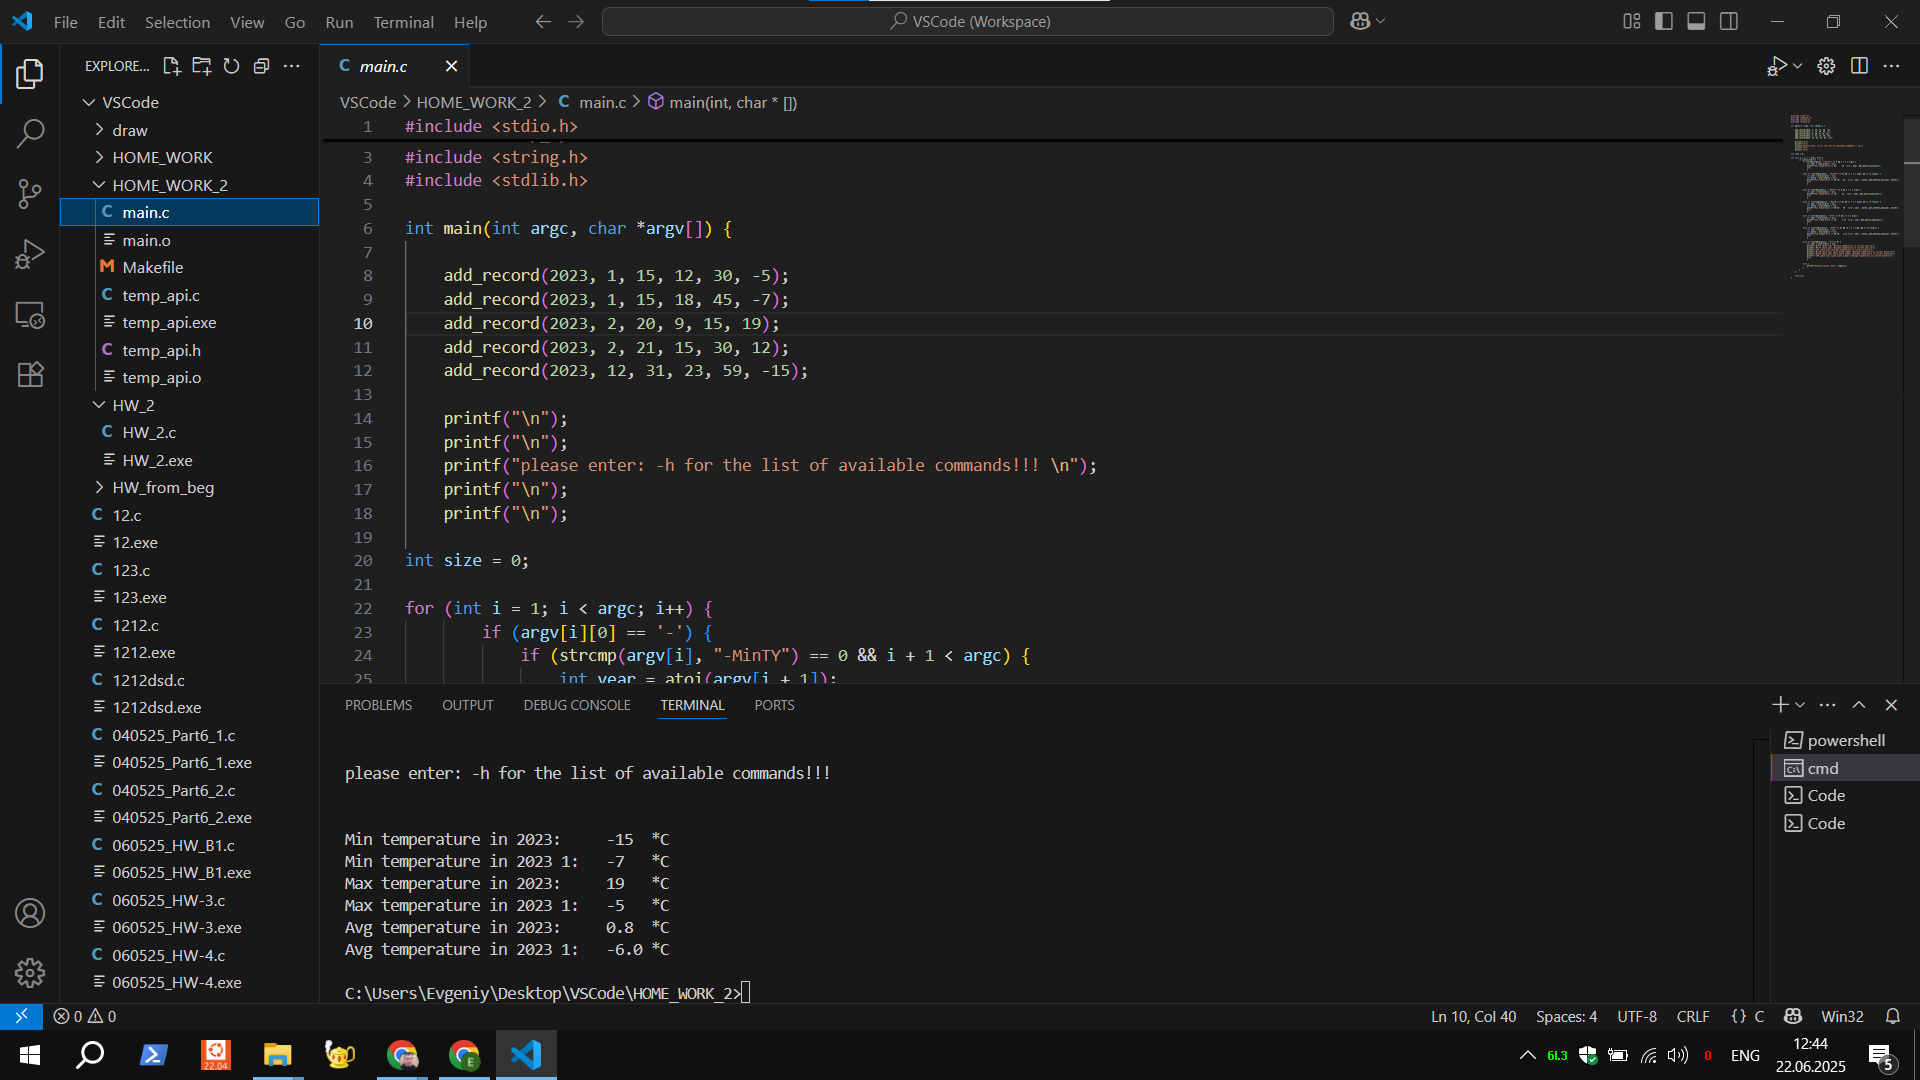 File Edit Selection View Go Run Terminal Help
VSCode (Workspace)
EXPLORE...
main.c
VSCode > HOME_WORK_2 > C main.c > main(int, char * [])
VSCode
draw
HOME_WORK
HOME_WORK_2
C main.c
main.o
M Makefile
C temp_api.c
temp_api.exe
C temp_api.h
temp_api.o
HW_2
C HW_2.c
HW_2.exe
HW_from_beg
C 12.c
12.exe
C 123.c
123.exe
C 1212.c
1212.exe
C 1212dsd.c
1212dsd.exe
C 040525_Part6_1.c
040525_Part6_1.exe
C 040525_Part6_2.c
040525_Part6_2.exe
C 060525_HW_B1.c
060525_HW_B1.exe
C 060525_HW-3.c
060525_HW-3.exe
C 060525_HW-4.c
060525_HW-4.exe
1 #include <stdio.h>
3 #include <string.h>
4 #include <stdlib.h>
5
6 int main(int argc, char *argv[]) {
7
8 add_record(2023, 1, 15, 12, 30, -5);
9 add_record(2023, 1, 15, 18, 45, -7);
10 add_record(2023, 2, 20, 9, 15, 19);
11 add_record(2023, 2, 21, 15, 30, 12);
12 add_record(2023, 12, 31, 23, 59, -15);
13
14 printf("\n");
15 printf("\n");
16 printf("please enter: -h for the list of available commands!!! \n");
17 printf("\n");
18 printf("\n");
19
20 int size = 0;
21
22 for (int i = 1; i < argc; i++) {
23 if (argv[i][0] == '-') {
24 if (strcmp(argv[i], "-MinTY") == 0 && i + 1 < argc) {
25 int year = atoi(argv[i + 1]);
PROBLEMS OUTPUT DEBUG CONSOLE TERMINAL PORTS
please enter: -h for the list of available commands!!!
Min temperature in 2023: -15 *C
Min temperature in 2023 1: -7 *C
Max temperature in 2023: 19 *C
Max temperature in 2023 1: -5 *C
Avg temperature in 2023: 0.8 *C
Avg temperature in 2023 1: -6.0 *C
C:\Users\Evgeniy\Desktop\VSCode\HOME_WORK_2>
powershell
cmd
Code
Code
0 0
Ln 10, Col 40 Spaces: 4 UTF-8 CRLF {} C Win32
22.04
E
61.3
0
ENG
12:44
22.06.2025
5